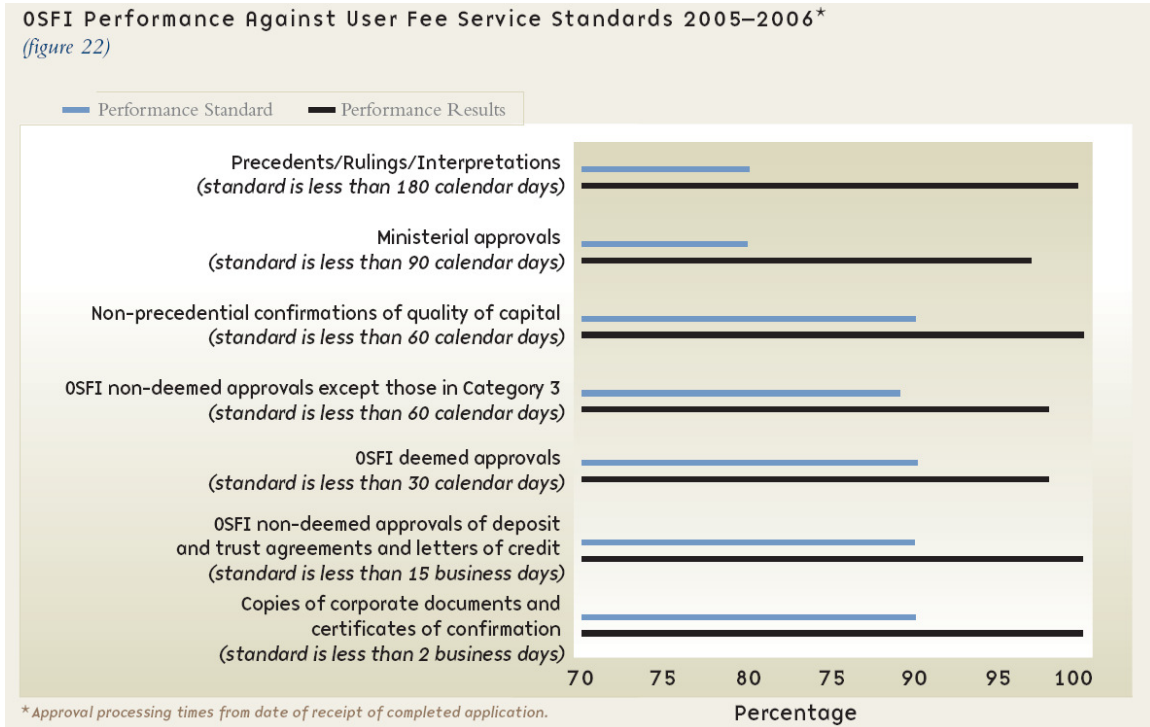 OSFI Performance Against User Fee Service Standards 2005–2006*
(figure 22)
Performance Standard Performance Results
Precedents/Rulings/Interpretations
(standard is less than 180 calendar days)
Ministerial approvals
(standard is less than 90 calendar days)
Non-precedential confirmations of quality of capital
(standard is less than 60 calendar days)
OSFI non-deemed approvals except those in Category 3
(standard is less than 60 calendar days)
OSFI deemed approvals
(standard is less than 30 calendar days)
OSFI non-deemed approvals of deposit
and trust agreements and letters of credit
(standard is less than 15 business days)
Copies of corporate documents and
certificates of confirmation
(standard is less than 2 business days)
70 75 80 75 90 95 100
Percentage
*Approval processing times from date of receipt of completed application.